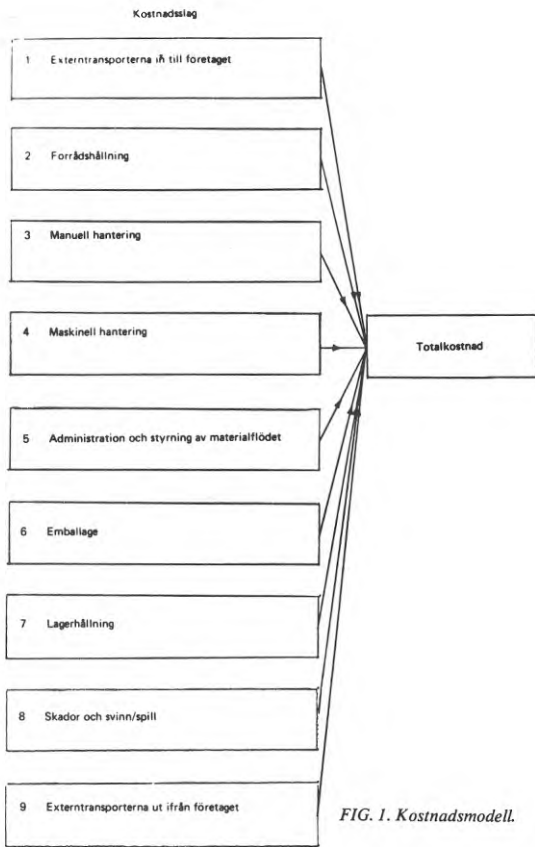 Kostnadsslag
1 Externtransporterna in till företaget
2 Forrådshållning
3 Manuell hantering
4 Maskinell hantering
Totalkostnad
5 Administration och styrning av materialflödet
6 Emballage
7 Lagerhållning
8 Skador och svinn/spill
9 Externtransporterna ut ifrån företaget
FIG. 1. Kostnadsmodell.